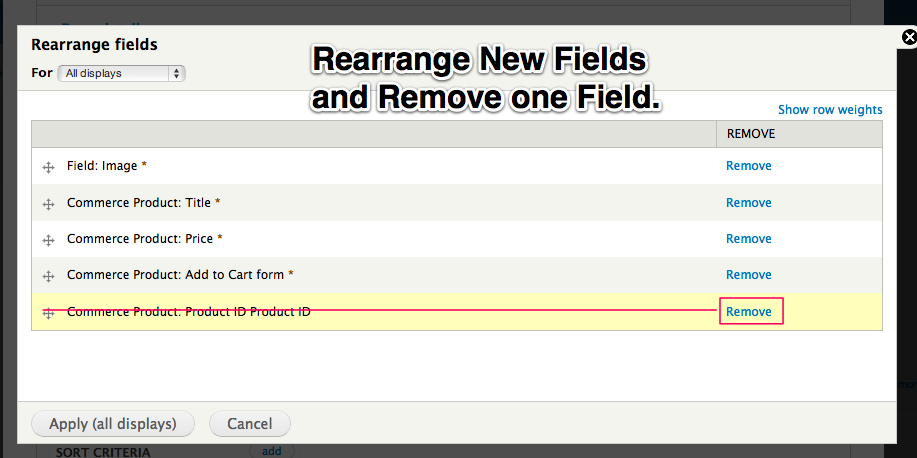 Rearrange fields
For All displays
Rearrange New Fields
and Remove one Field.
Show row weights
REMOVE
Field: Image * Remove
Commerce Product: Title * Remove
Commerce Product: Price * Remove
Commerce Product: Add to Cart form * Remove
Commerce Product: Product ID Product ID Remove
Apply (all displays) Cancel
SORT CRITERIA add